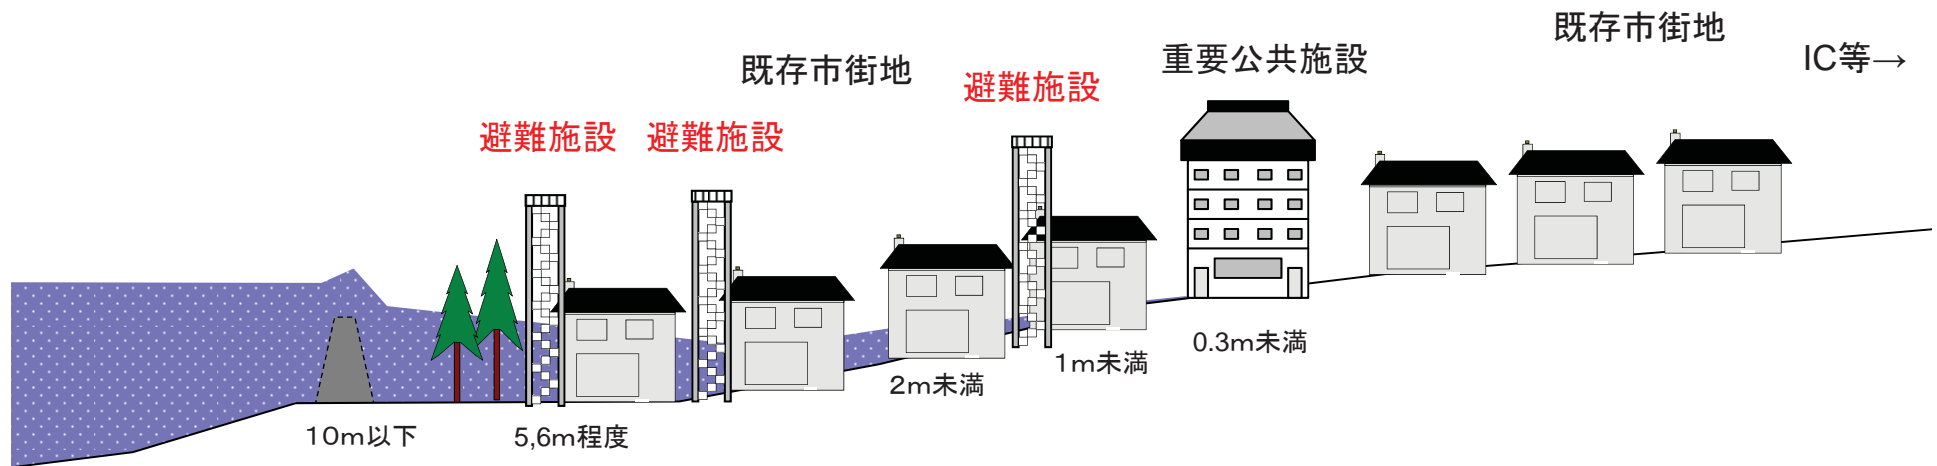 既存市街地
IC等→
重要公共施設
既存市街地
避難施設
避難施設
避難施設
0.3m未満
1m未満
2m未満
10m以下
5,6m程度